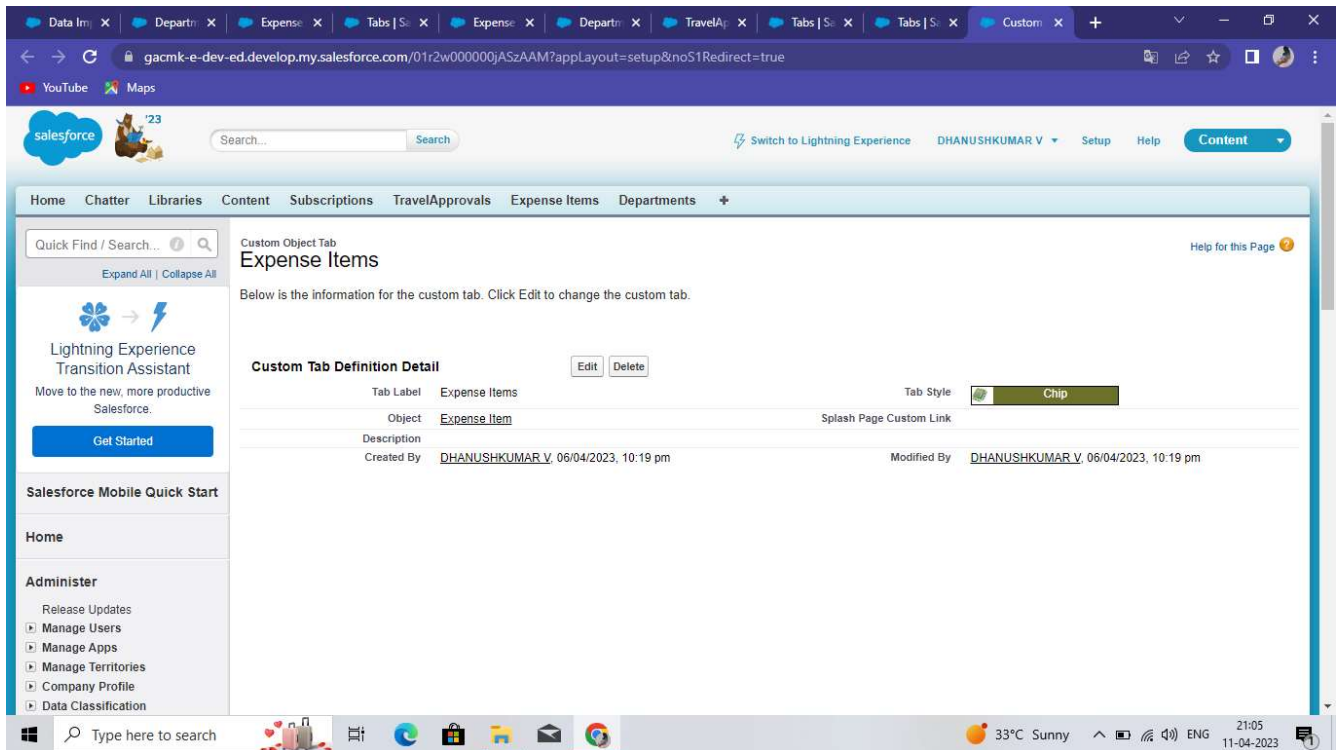 Data Im
Departm
Expense
Tabs | Sa
Expense
Departm
TravelAp
Tabs | Sa
Tabs | Sa
Custom
gacmk-e-dev-ed.develop.my.salesforce.com/01r2w000000jASzAAM?appLayout=setup&noS1Redirect=true
YouTube Maps
salesforce '23
Search... Search
Switch to Lightning Experience DHANUSHKUMAR V Setup Help Content
Home Chatter Libraries Content Subscriptions TravelApprovals Expense Items Departments +
Quick Find / Search...
Expand All | Collapse All
Lightning Experience
Transition Assistant
Move to the new, more productive
Salesforce.
Get Started
Salesforce Mobile Quick Start
Home
Administer
Release Updates
Manage Users
Manage Apps
Manage Territories
Company Profile
Data Classification
Custom Object Tab
Expense Items
Help for this Page
Below is the information for the custom tab. Click Edit to change the custom tab.
Custom Tab Definition Detail Edit Delete
Tab Label Expense Items Tab Style Chip
Object Expense Item Splash Page Custom Link
Description
Created By DHANUSHKUMAR V, 06/04/2023, 10:19 pm Modified By DHANUSHKUMAR V, 06/04/2023, 10:19 pm
Type here to search
33°C Sunny
ENG
21:05
11-04-2023
1